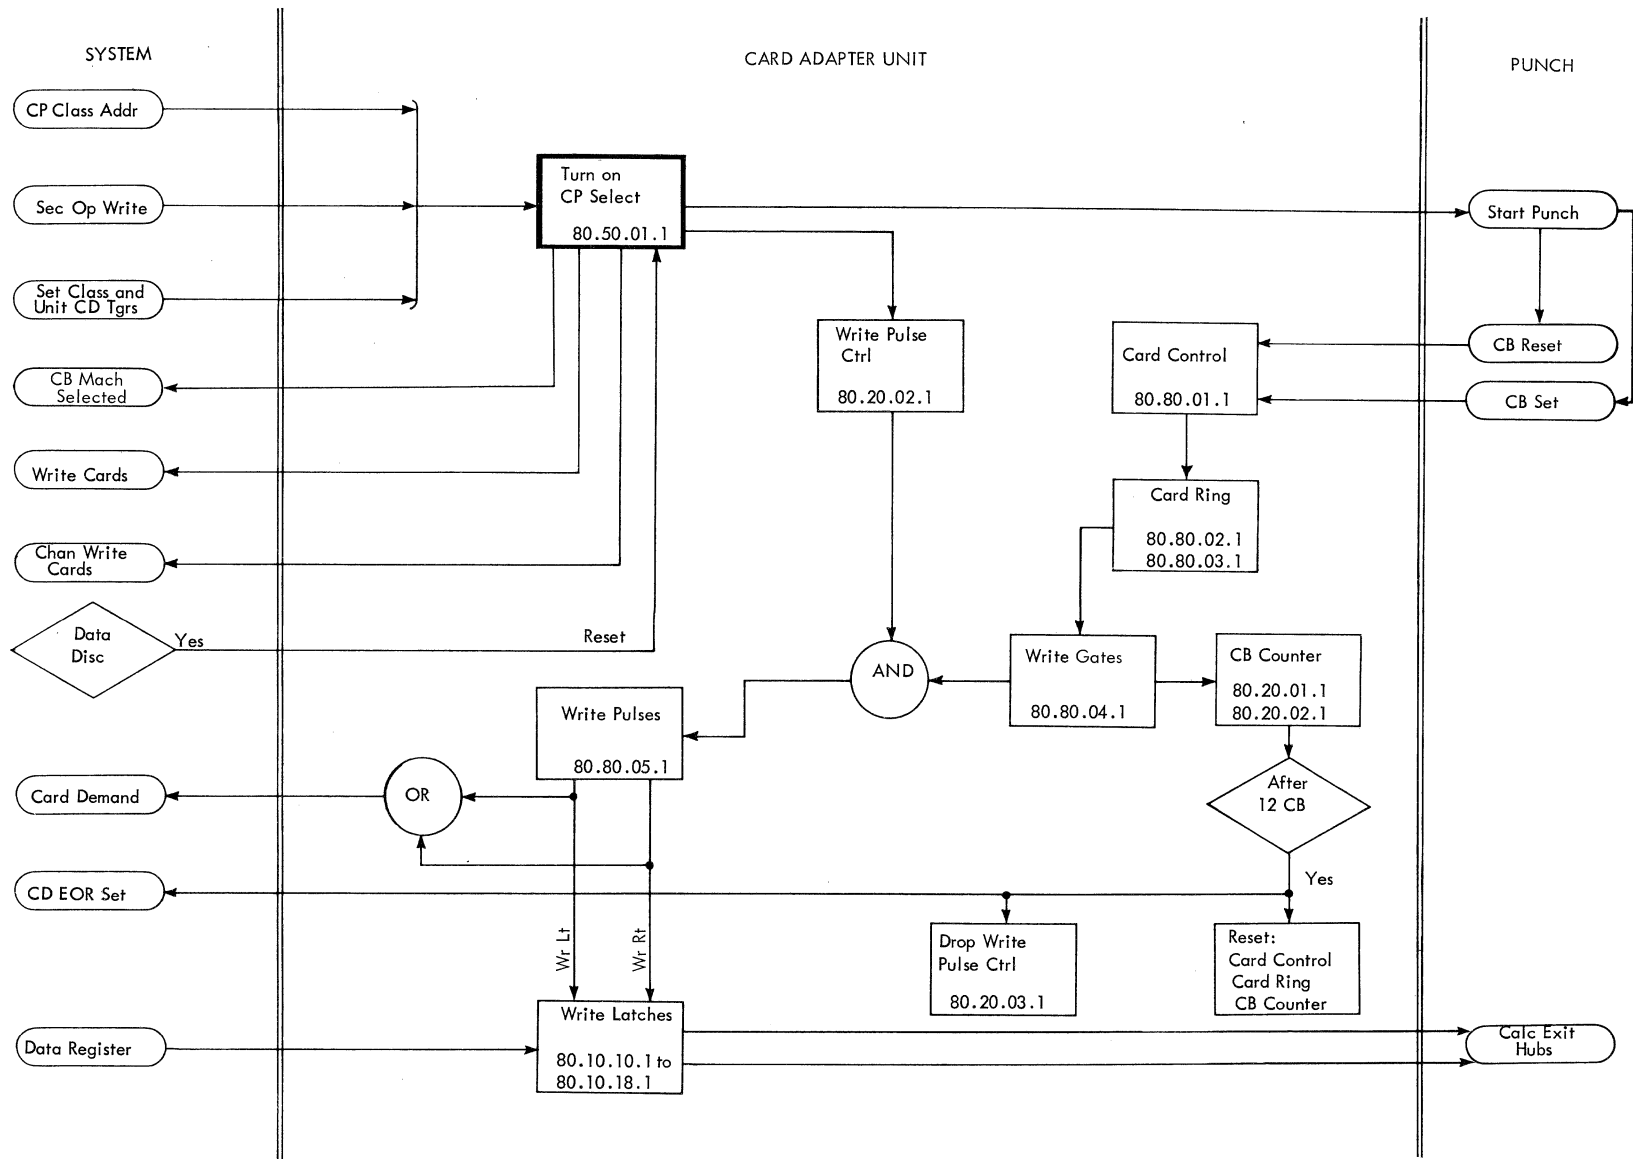 SYSTEM
CARD ADAPTER UNIT
PUNCH
CP Class Addr
Turn on
CP Select
80.50.01.1
Sec Op Write
Start Punch
Set Class and
Unit CD Tgrs
Write Pulse
Ctrl
80.20.02.1
Card Control
80.80.01.1
CB Reset
CB Set
CB Mach
Selected
Write Cards
Card Ring
80.80.02.1
80.80.03.1
Chan Write
Cards
Data
Disc
Yes
Reset
AND
Write Gates
80.80.04.1
CB Counter
80.20.01.1
80.20.02.1
Write Pulses
80.80.05.1
After
12 CB
Card Demand
OR
Yes
CD EOR Set
Wr Lt
Wr Rt
Drop Write
Pulse Ctrl
80.20.03.1
Reset:
Card Control
Card Ring
CB Counter
Data Register
Write Latches
80.10.10.1 to
80.10.18.1
Calc Exit
Hubs